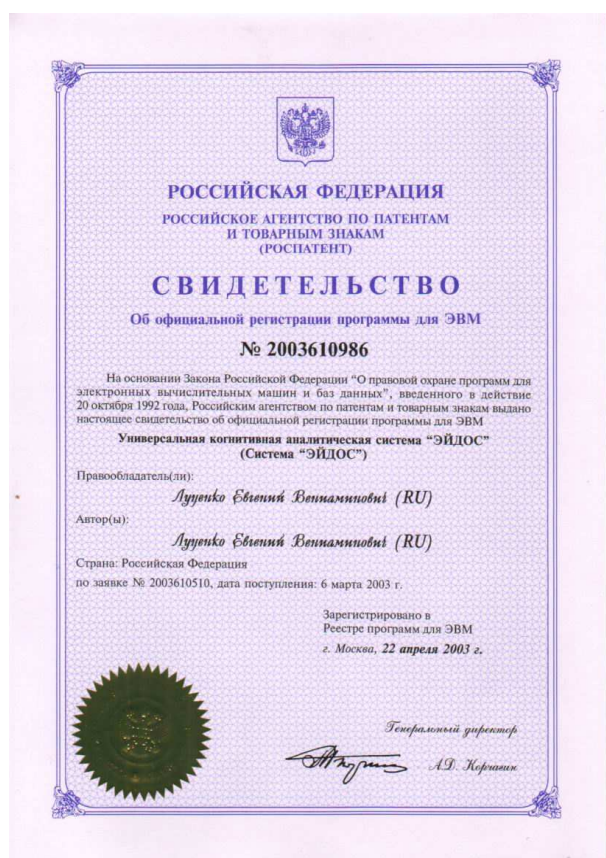 РОССИЙСКАЯ ФЕДЕРАЦИЯ
РОССИЙСКОЕ АГЕНТСТВО ПО ПАТЕНТАМ
И ТОВАРНЫМ ЗНАКАМ
(РОСПАТЕНТ)
СВИДЕТЕЛЬСТВО
Об официальной регистрации программы для ЭВМ
№ 2003610986
На основании Закона Российской Федерации “О правовой охране программ для
электронных вычислительных машин и баз данных”, введенного в действие
20 октября 1992 года, Российским агентством по патентам и товарным знакам выдано
настоящее свидетельство об официальной регистрации программы для ЭВМ
Универсальная когнитивная аналитическая система “ЭЙДОС”
(Система “ЭЙДОС”)
Правообладатель(ли):
Луценко Евгений Вениаминович (RU)
Автор(ы):
Луценко Евгений Вениаминович (RU)
Страна: Российская Федерация
по заявке № 2003610510, дата поступления: 6 марта 2003 г.
Зарегистрировано в
Реестре программ для ЭВМ
г. Москва, 22 апреля 2003 г.
Генеральный директор
А.Д. Корчагин